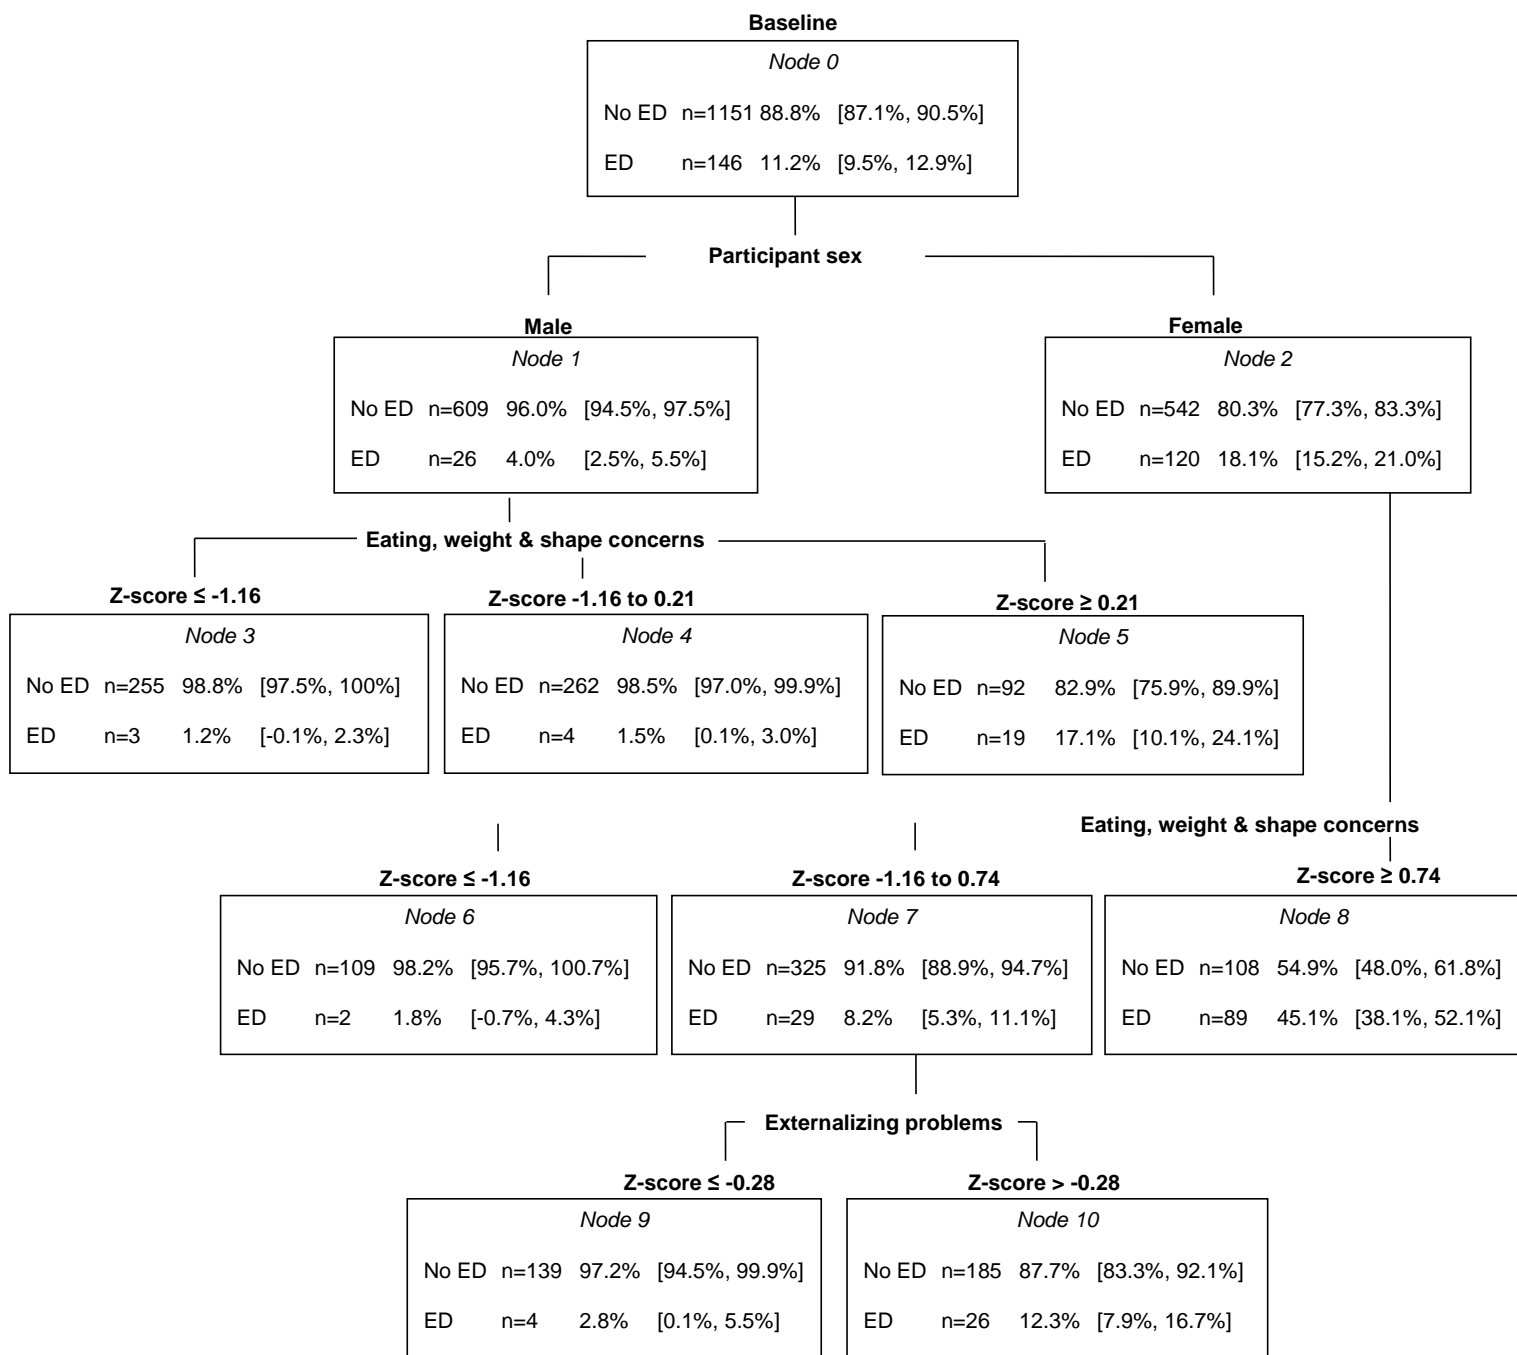 Baseline
Node 0
No ED n=1151 88.8% [87.1%, 90.5%]
ED n=146 11.2% [9.5%, 12.9%]
Participant sex
Male
Node 1
No ED n=609 96.0% [94.5%, 97.5%]
ED n=26 4.0% [2.5%, 5.5%]
Female
Node 2
No ED n=542 80.3% [77.3%, 83.3%]
ED n=120 18.1% [15.2%, 21.0%]
Eating, weight & shape concerns
Z-score ≤ -1.16
Node 3
No ED n=255 98.8% [97.5%, 100%]
ED n=3 1.2% [-0.1%, 2.3%]
Z-score -1.16 to 0.21
Node 4
No ED n=262 98.5% [97.0%, 99.9%]
ED n=4 1.5% [0.1%, 3.0%]
Z-score ≥ 0.21
Node 5
No ED n=92 82.9% [75.9%, 89.9%]
ED n=19 17.1% [10.1%, 24.1%]
Eating, weight & shape concerns
Z-score ≤ -1.16
Node 6
No ED n=109 98.2% [95.7%, 100.7%]
ED n=2 1.8% [-0.7%, 4.3%]
Z-score -1.16 to 0.74
Node 7
No ED n=325 91.8% [88.9%, 94.7%]
ED n=29 8.2% [5.3%, 11.1%]
Z-score ≥ 0.74
Node 8
No ED n=108 54.9% [48.0%, 61.8%]
ED n=89 45.1% [38.1%, 52.1%]
Externalizing problems
Z-score ≤ -0.28
Node 9
No ED n=139 97.2% [94.5%, 99.9%]
ED n=4 2.8% [0.1%, 5.5%]
Z-score > -0.28
Node 10
No ED n=185 87.7% [83.3%, 92.1%]
ED n=26 12.3% [7.9%, 16.7%]